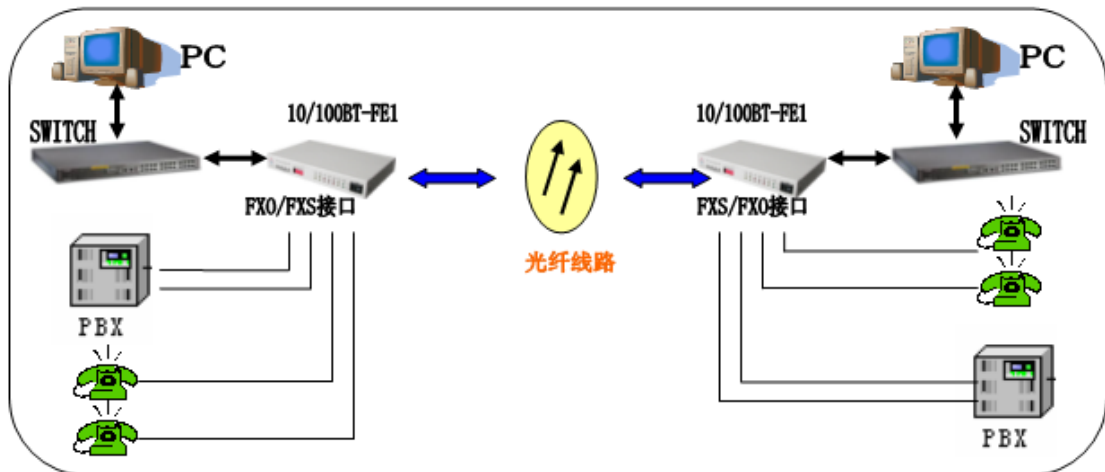 PC
PC
10/100BT-FE1
10/100BT-FE1
SWITCH
SWITCH
FXO/FXS接口
FXS/FXO接口
光纤线路
PBX
PBX